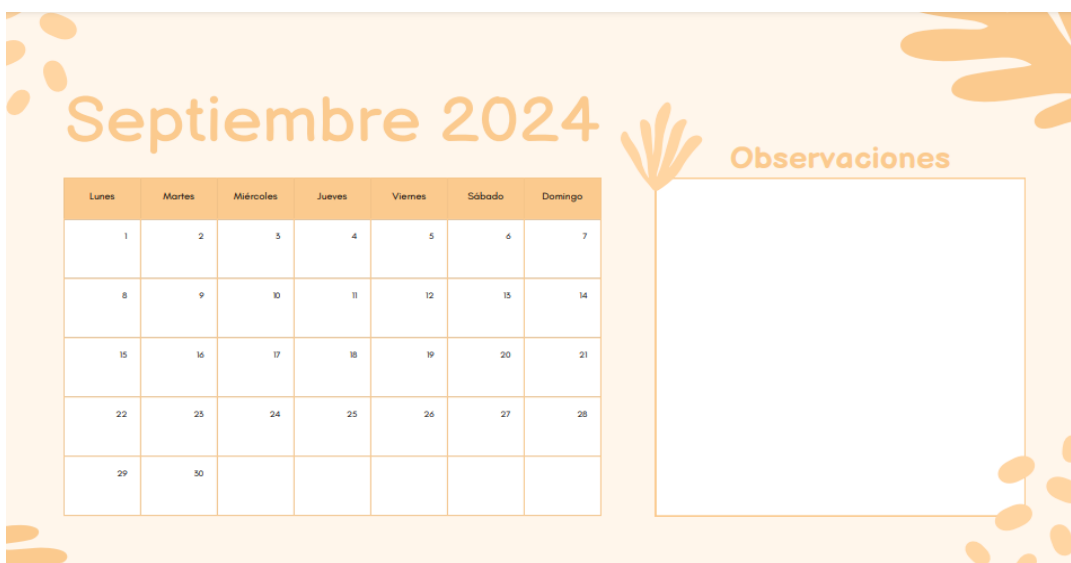 Septiembre 2024
Observaciones
Lunes Martes Miércoles Jueves Viernes Sábado Domingo
1 2 3 4 5 6 7
8 9 10 11 12 13 14
15 16 17 18 19 20 21
22 23 24 25 26 27 28
29 30